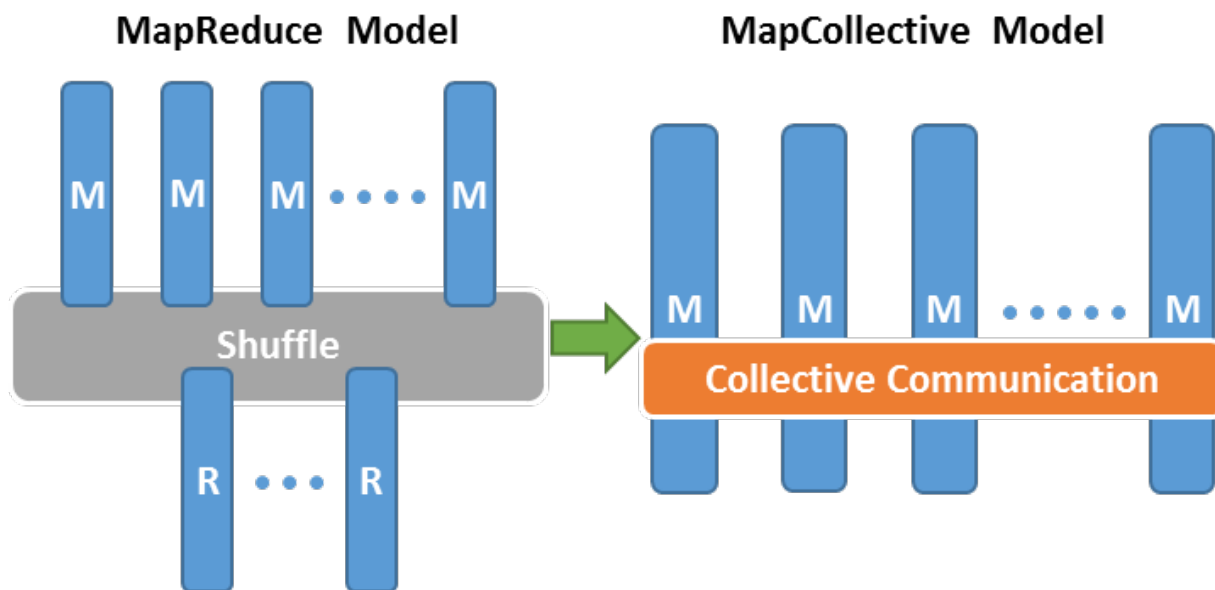 MapReduce Model
MapCollective Model
M M M M
Shuffle
R R
M M M M
Collective Communication